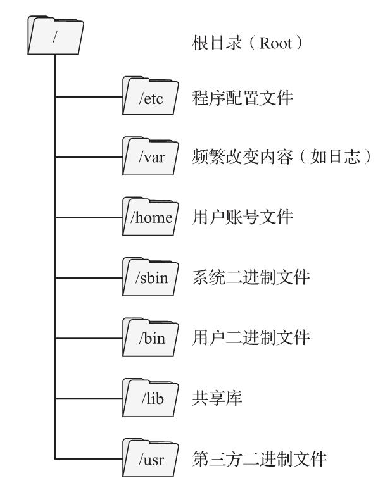 / 根目录（Root）
/etc 程序配置文件
/var 频繁改变内容（如日志）
/home 用户账号文件
/sbin 系统二进制文件
/bin 用户二进制文件
/lib 共享库
/usr 第三方二进制文件